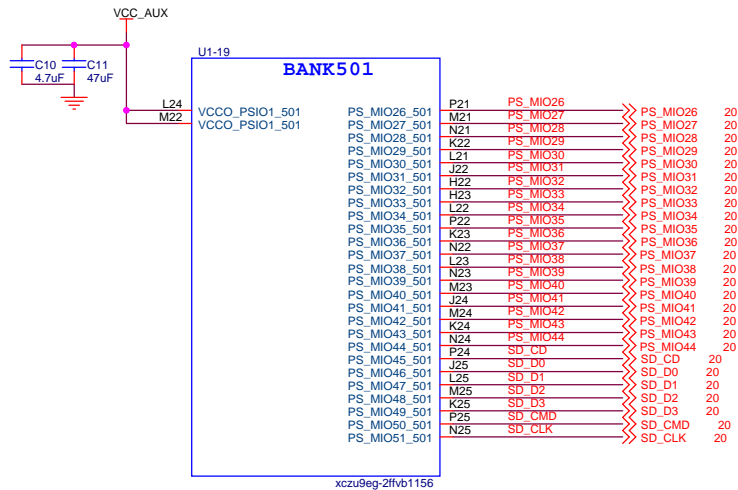 VCC_AUX
U1-19
BANK501
C10
4.7uF
C11
47uF
L24 VCCO_PSIO1_501
M22 VCCO_PSIO1_501
PS_MIO26_501 P21 PS_MIO26 PS_MIO26 20
PS_MIO27_501 M21 PS_MIO27 PS_MIO27 20
PS_MIO28_501 N21 PS_MIO28 PS_MIO28 20
PS_MIO29_501 K22 PS_MIO29 PS_MIO29 20
PS_MIO30_501 L21 PS_MIO30 PS_MIO30 20
PS_MIO31_501 J22 PS_MIO31 PS_MIO31 20
PS_MIO32_501 H22 PS_MIO32 PS_MIO32 20
PS_MIO33_501 H23 PS_MIO33 PS_MIO33 20
PS_MIO34_501 L22 PS_MIO34 PS_MIO34 20
PS_MIO35_501 P22 PS_MIO35 PS_MIO35 20
PS_MIO36_501 K23 PS_MIO36 PS_MIO36 20
PS_MIO37_501 N22 PS_MIO37 PS_MIO37 20
PS_MIO38_501 L23 PS_MIO38 PS_MIO38 20
PS_MIO39_501 N23 PS_MIO39 PS_MIO39 20
PS_MIO40_501 M23 PS_MIO40 PS_MIO40 20
PS_MIO41_501 J24 PS_MIO41 PS_MIO41 20
PS_MIO42_501 M24 PS_MIO42 PS_MIO42 20
PS_MIO43_501 K24 PS_MIO43 PS_MIO43 20
PS_MIO44_501 N24 PS_MIO44 PS_MIO44 20
PS_MIO45_501 P24 SD_CD SD_CD 20
PS_MIO46_501 J25 SD_D0 SD_D0 20
PS_MIO47_501 L25 SD_D1 SD_D1 20
PS_MIO48_501 M25 SD_D2 SD_D2 20
PS_MIO49_501 K25 SD_D3 SD_D3 20
PS_MIO50_501 P25 SD_CMD SD_CMD 20
PS_MIO51_501 N25 SD_CLK SD_CLK 20
xczu9eg-2ffvb1156